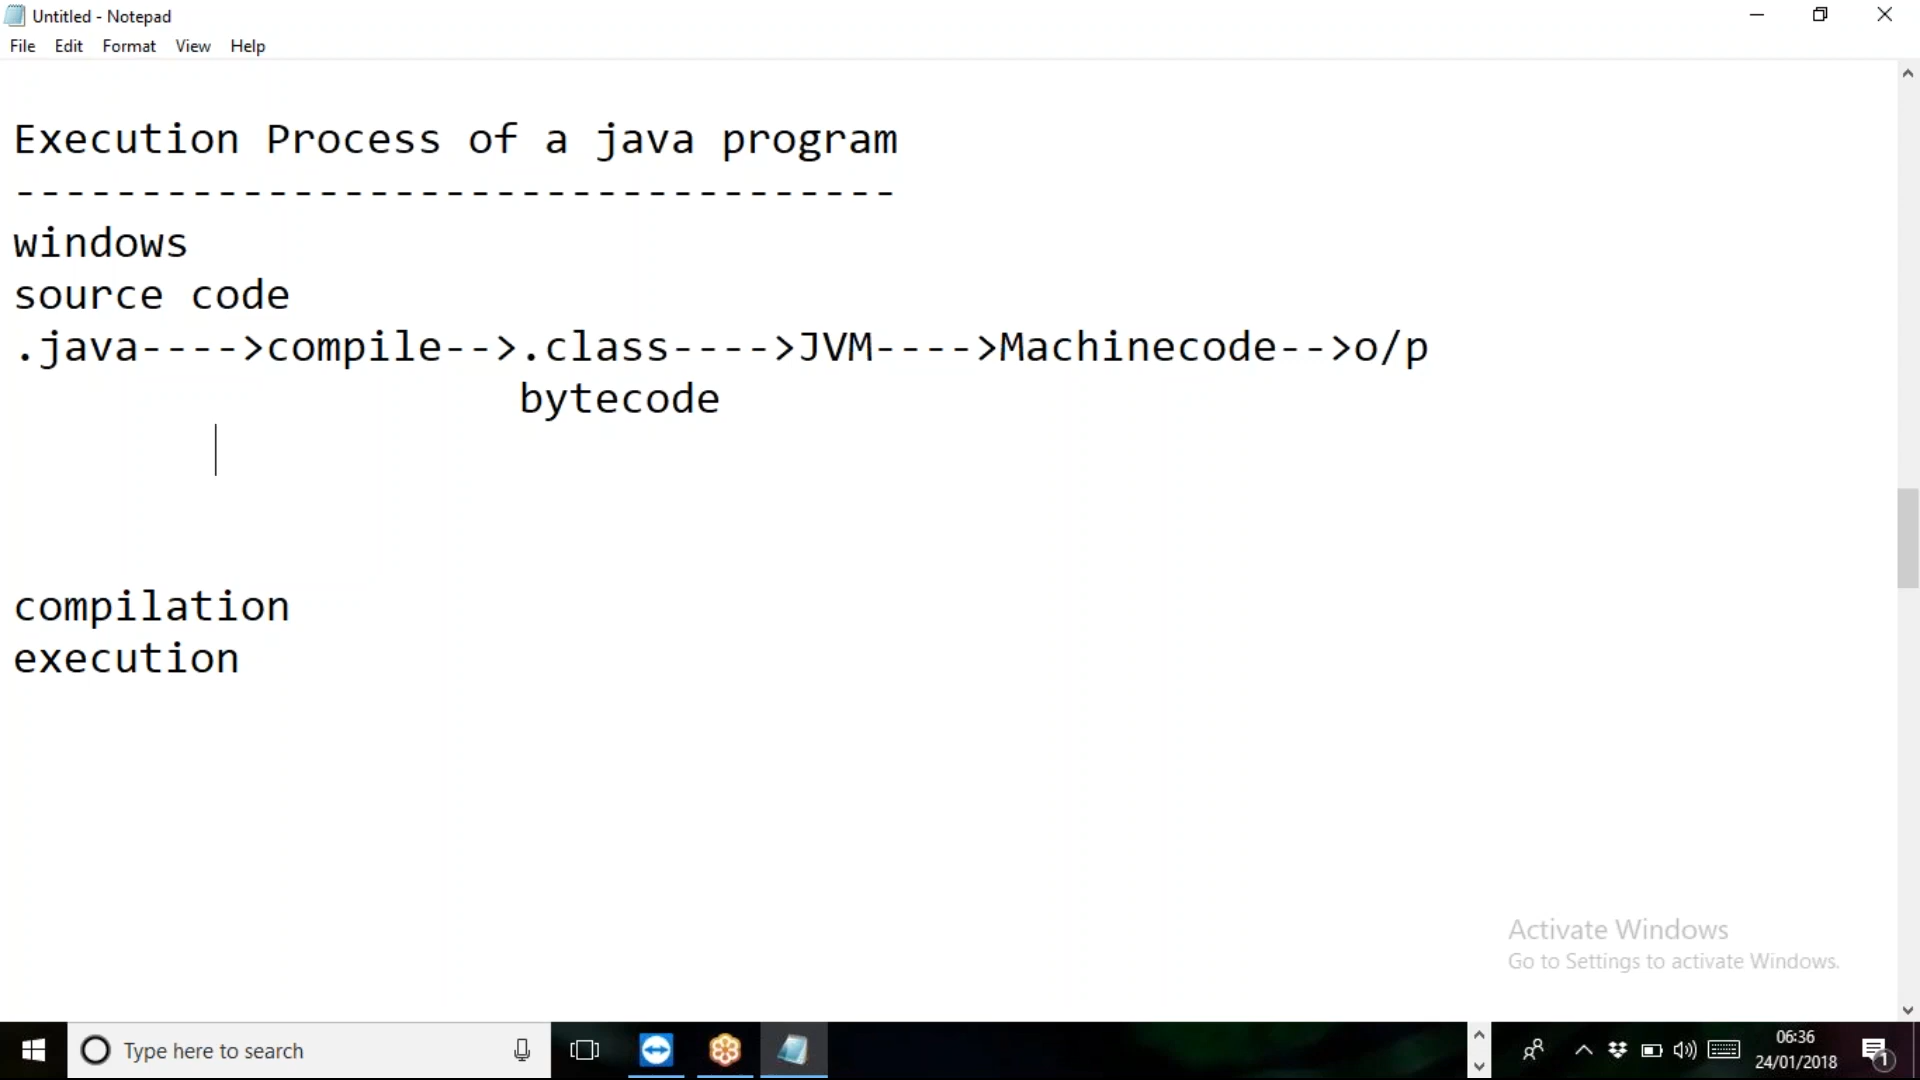 Untitled - Notepad
File Edit Format View Help
Execution Process of a java program
-----------------------------------
windows
source code
.java---->compile-->.class---->JVM---->Machinecode-->o/p
bytecode
compilation
execution
Activate Windows
Go to Settings to activate Windows.
Type here to search
06:36
24/01/2018
1